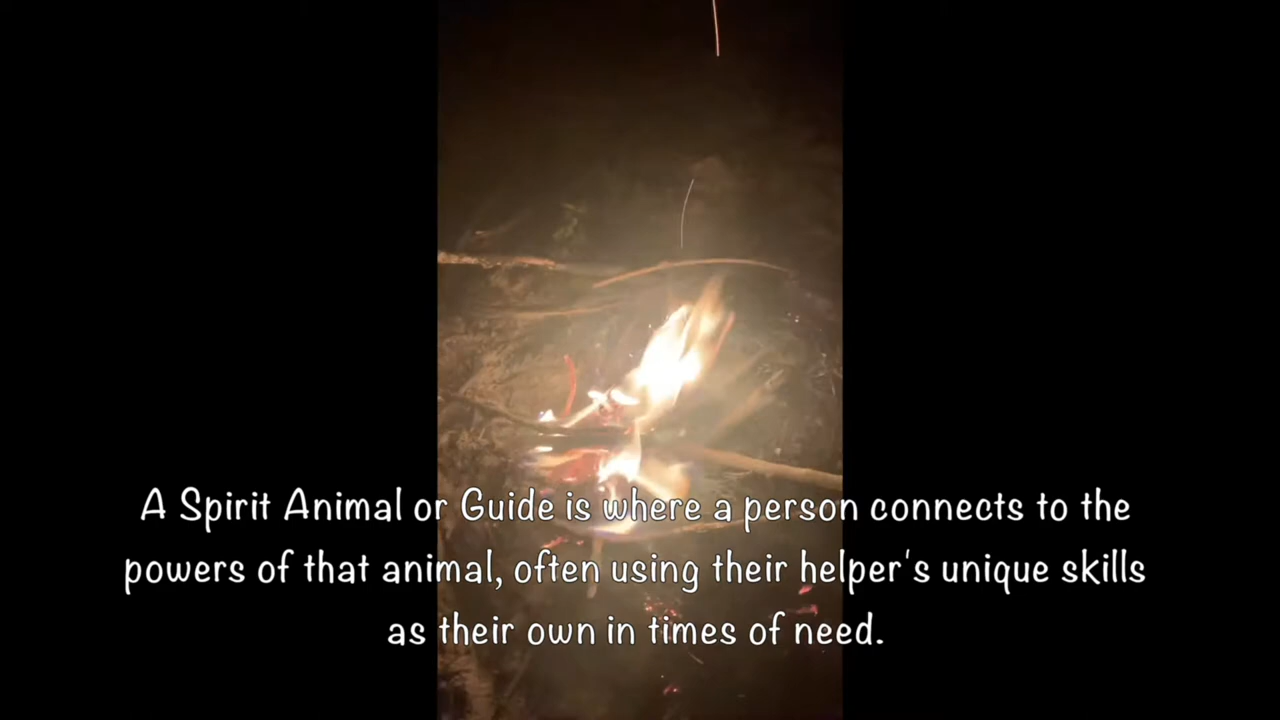 A Spirit Animal or Guide is where a person connects to the
powers of that animal, often using their helper's unique skills
as their own in times of need.